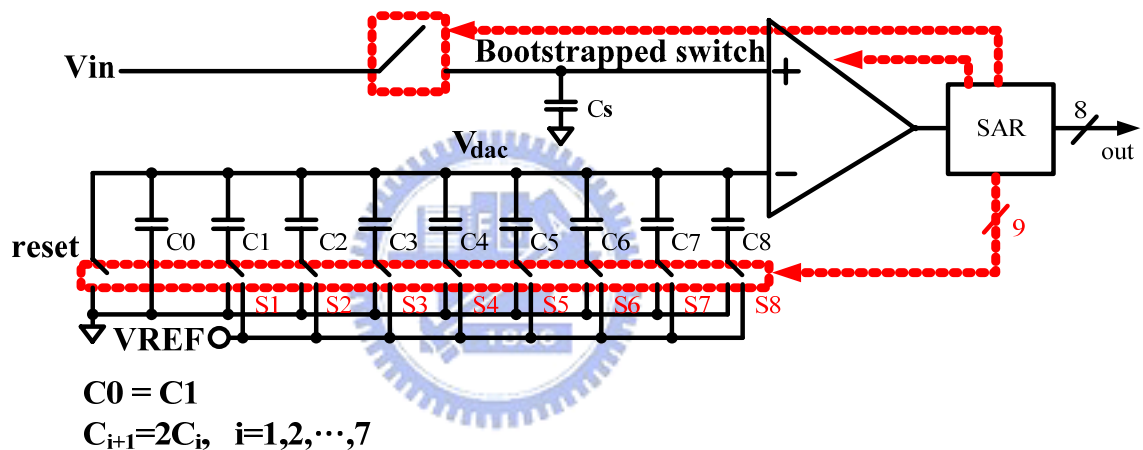 Vin
Bootstrapped switch
+
Cs
SAR
8
out
Vdac
−
9
reset
C0 C1 C2 C3 C4 C5 C6 C7 C8
S1 S2 S3 S4 S5 S6 S7 S8
VREF
C0 = C1
Ci+1=2Ci, i=1,2,⋯,7